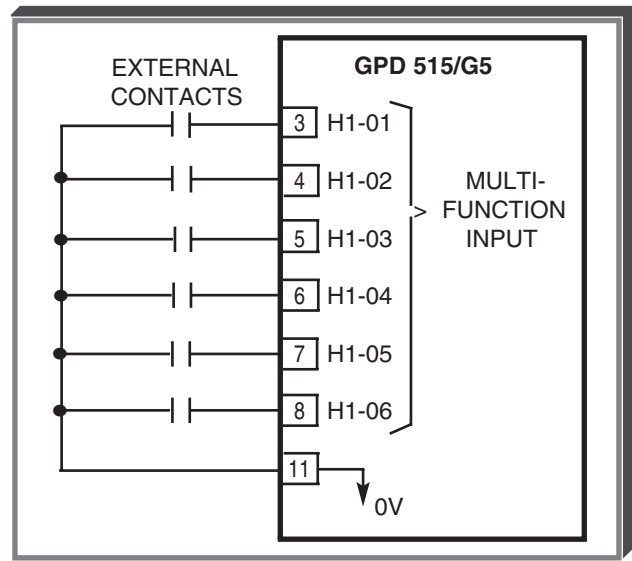 EXTERNAL
CONTACTS
GPD 515/G5
3 H1-01
4 H1-02
5 H1-03
6 H1-04
7 H1-05
8 H1-06
MULTI-
FUNCTION
INPUT
11
0V